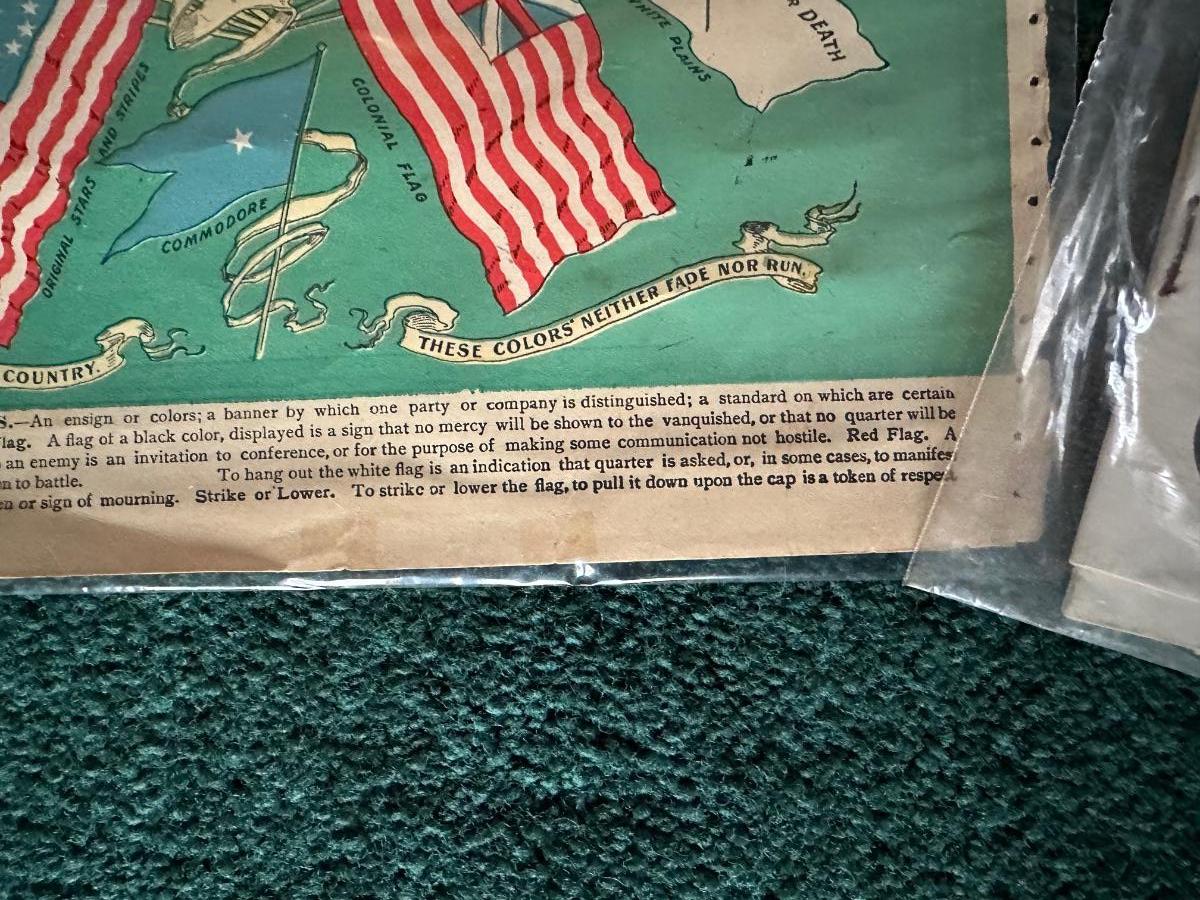 R DEATH
WHITE PLAINS
COLONIAL FLAG
ORIGINAL STARS AND STRIPES
COMMODORE
THESE COLORS NEITHER FADE NOR RUN.
COUNTRY.
S.—An ensign or colors; a banner by which one party or company is distinguished; a standard on which are certain
lag. A flag of a black color, displayed is a sign that no mercy will be shown to the vanquished, or that no quarter will be
an enemy is an invitation to conference, or for the purpose of making some communication not hostile. Red Flag. A
n to battle. To hang out the white flag is an indication that quarter is asked, or, in some cases, to manifes
en or sign of mourning. Strike or Lower. To strike or lower the flag, to pull it down upon the cap is a token of respe